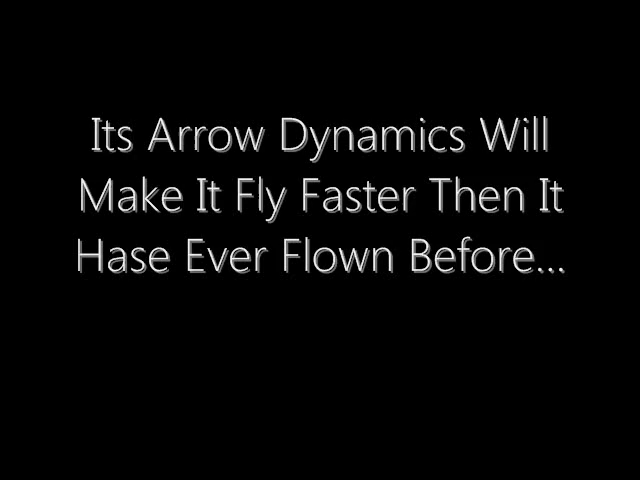 Its Arrow Dynamics Will
Make It Fly Faster Then It
Hase Ever Flown Before...